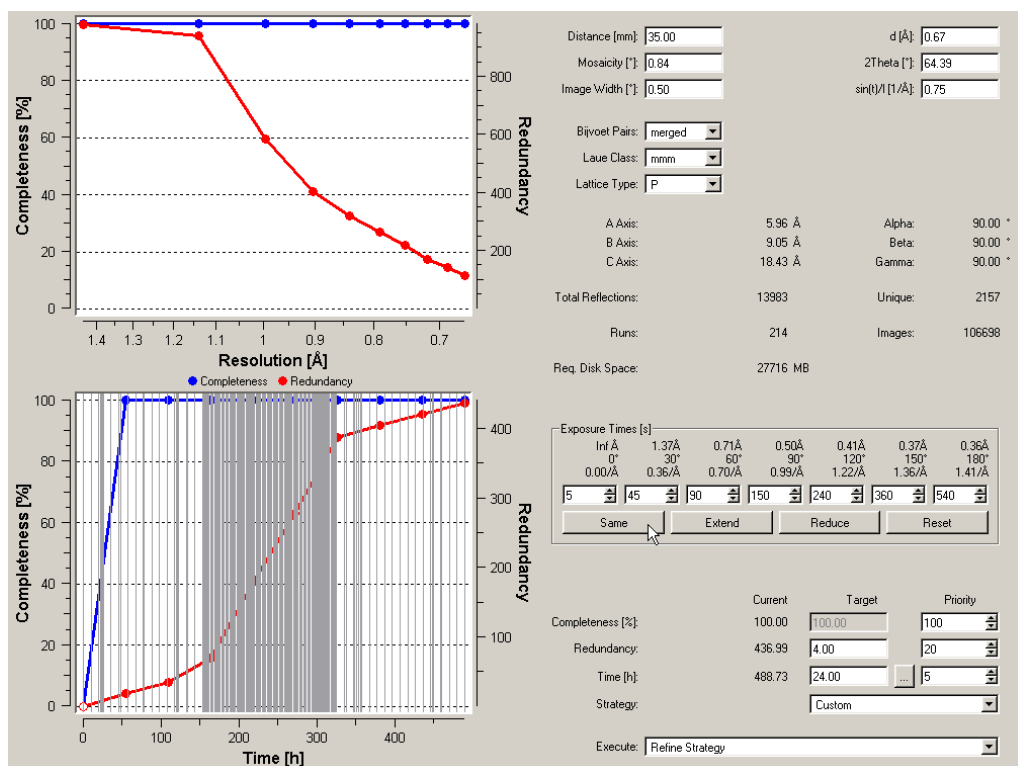 100
80
60
40
20
0
Completeness [%]
800
600
400
200
Redundancy
1.4 1.3 1.2 1.1 1 0.9 0.8 0.7
Resolution [Å]
Completeness Redundancy
100
80
60
40
20
0
Completeness [%]
400
300
200
100
Redundancy
0 100 200 300 400
Time [h]
Distance [mm]: 35.00 d [Å]: 0.67
Mosaicity [°]: 0.84 2Theta [°]: 64.39
Image Width [°]: 0.50 sin(t)/l [1/Å]: 0.75
Bijvoet Pairs: merged
Laue Class: mmm
Lattice Type: P
A Axis: 5.96 Å Alpha: 90.00 °
B Axis: 9.05 Å Beta: 90.00 °
C Axis: 18.43 Å Gamma: 90.00 °
Total Reflections: 13983 Unique: 2157
Runs: 214 Images: 106698
Req. Disk Space: 27716 MB
Exposure Times [s]
Inf Å 1.37Å 0.71Å 0.50Å 0.41Å 0.37Å 0.36Å
0° 30° 60° 90° 120° 150° 180°
0.00/Å 0.36/Å 0.70/Å 0.99/Å 1.22/Å 1.36/Å 1.41/Å
5 45 90 150 240 360 540
Same Extend Reduce Reset
Current Target Priority
Completeness [%]: 100.00 100.00 100
Redundancy: 436.99 4.00 20
Time [h]: 488.73 24.00 ... 5
Strategy: Custom
Execute: Refine Strategy